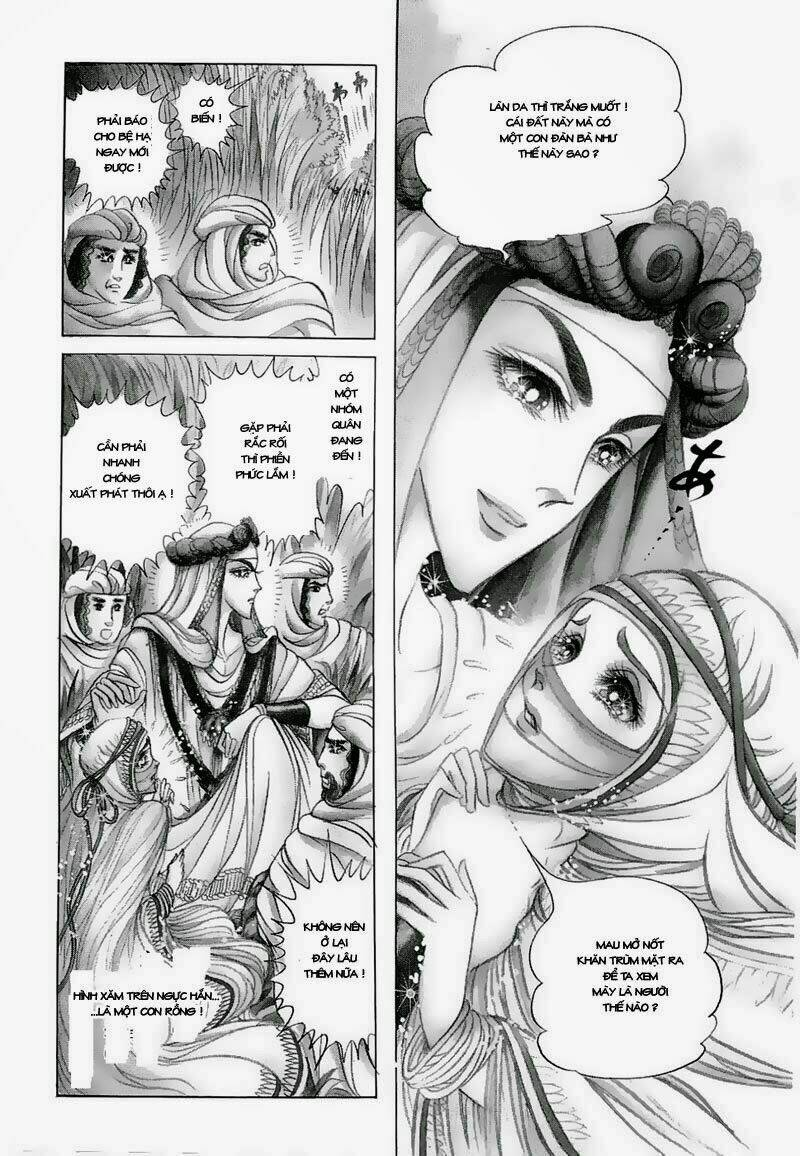 LÀN DA THÌ TRẮNG MUỐT !
CÁI ĐẤT NÀY MÀ CÓ
MỘT CON ĐÀN BÀ NHƯ
THẾ NÀY SAO ?
あ
MAU MỞ NỐT
KHĂN TRÙM MẶT RA
ĐỂ TA XEM
MÀY LÀ NGƯỜI
THẾ NÀO ?
わ
わ
CÓ
BIẾN !
PHẢI BÁO
CHO BỆ HẠ
NGAY MỚI
ĐƯỢC !
CÓ
MỘT
NHÓM
QUÂN
ĐANG
ĐẾN !
GẶP PHẢI
RẮC RỐI
THÌ PHIỀN
PHỨC LẮM !
CẦN PHẢI
NHANH
CHÓNG
XUẤT PHÁT THÔI Ạ !
KHÔNG NÊN
Ở LẠI
ĐÂY LÂU
THÊM NỮA !
HÌNH XĂM TRÊN NGỰC HẮN...
...LÀ MỘT CON RỒNG !